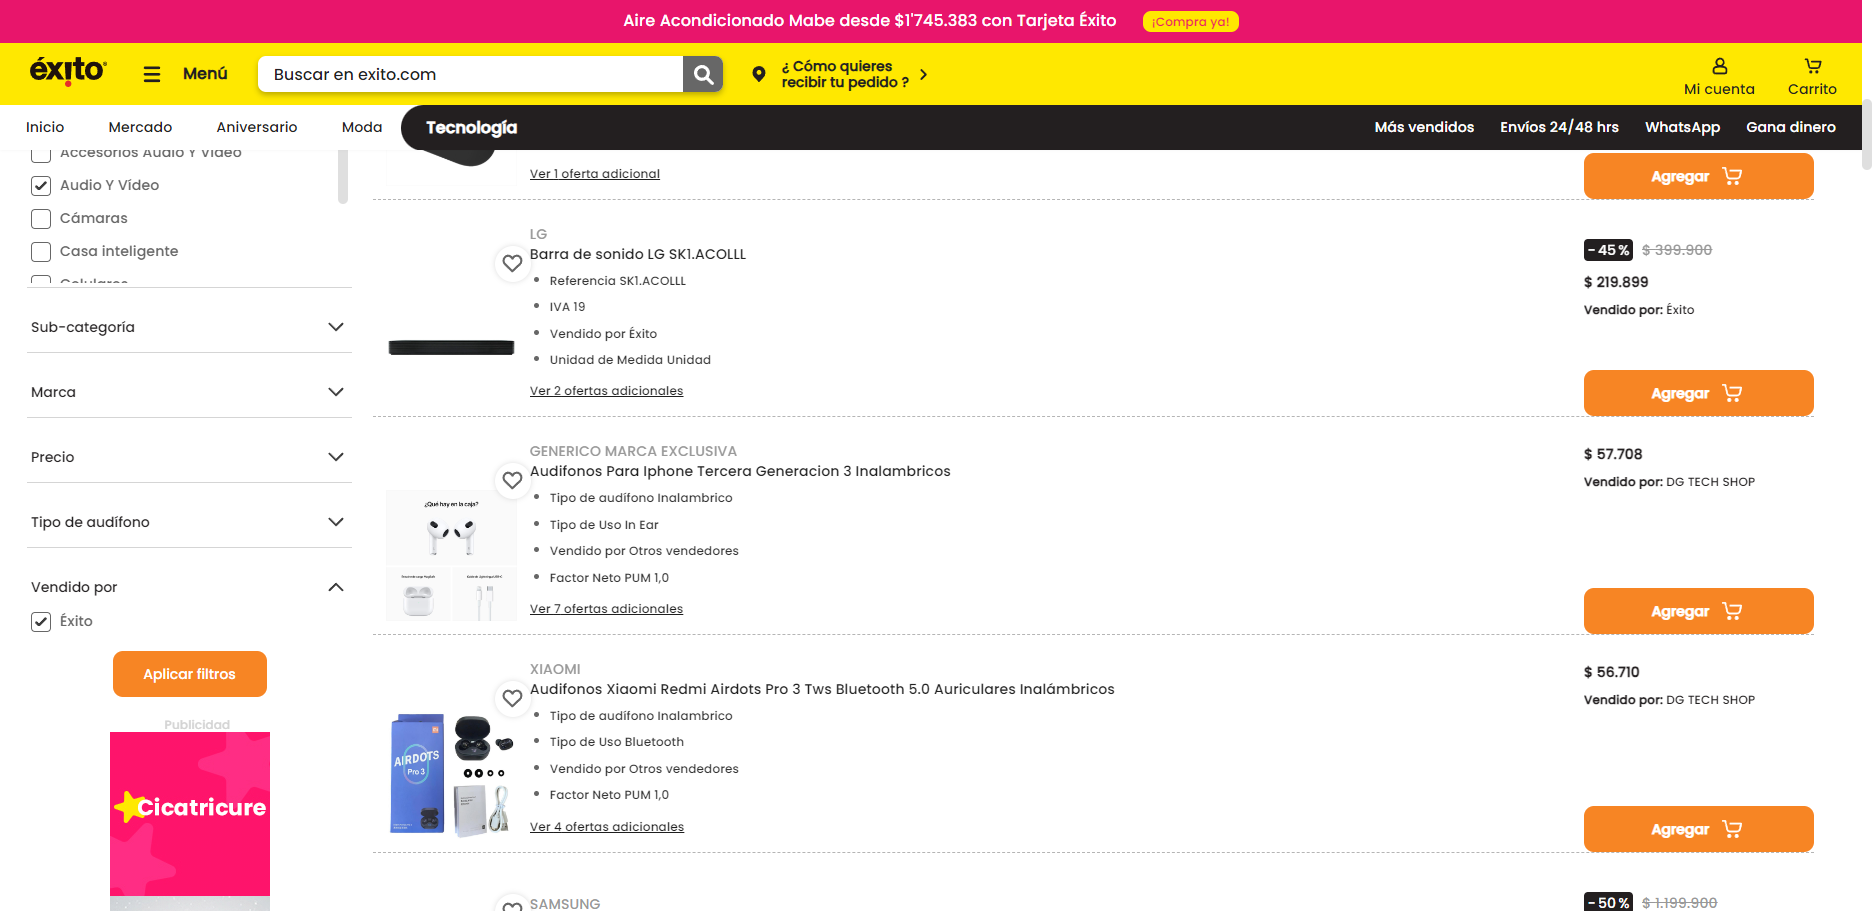 Aire Acondicionado Mabe desde $1'745.383 con Tarjeta Éxito ¡Compra ya!
éxito
Menú
Buscar en exito.com
¿ Cómo quieres
recibir tu pedido ?
Mi cuenta
Carrito
Inicio
Mercado
Aniversario
Moda
Tecnología
Más vendidos
Envíos 24/48 hrs
WhatsApp
Gana dinero
Accesorios Audio Y Video
Audio Y Vídeo
Cámaras
Casa inteligente
Celulares
Sub-categoría
Marca
Precio
Tipo de audífono
Vendido por
Éxito
Aplicar filtros
Publicidad
Cicatricure
Ver 1 oferta adicional
Agregar
LG
Barra de sonido LG SK1.ACOLLL
Referencia SK1.ACOLLL
IVA 19
Vendido por Éxito
Unidad de Medida Unidad
Ver 2 ofertas adicionales
- 45 % $ 399.900
$ 219.899
Vendido por: Éxito
Agregar
GENERICO MARCA EXCLUSIVA
Audifonos Para Iphone Tercera Generacion 3 Inalambricos
Tipo de audífono Inalambrico
Tipo de Uso In Ear
Vendido por Otros vendedores
Factor Neto PUM 1,0
Ver 7 ofertas adicionales
¿Qué hay en la caja?
$ 57.708
Vendido por: DG TECH SHOP
Agregar
XIAOMI
Audifonos Xiaomi Redmi Airdots Pro 3 Tws Bluetooth 5.0 Auriculares Inalámbricos
Tipo de audífono Inalambrico
Tipo de Uso Bluetooth
Vendido por Otros vendedores
Factor Neto PUM 1,0
Ver 4 ofertas adicionales
AIRDOTS
Pro 3
$ 56.710
Vendido por: DG TECH SHOP
Agregar
SAMSUNG
- 50 % $ 1.199.900